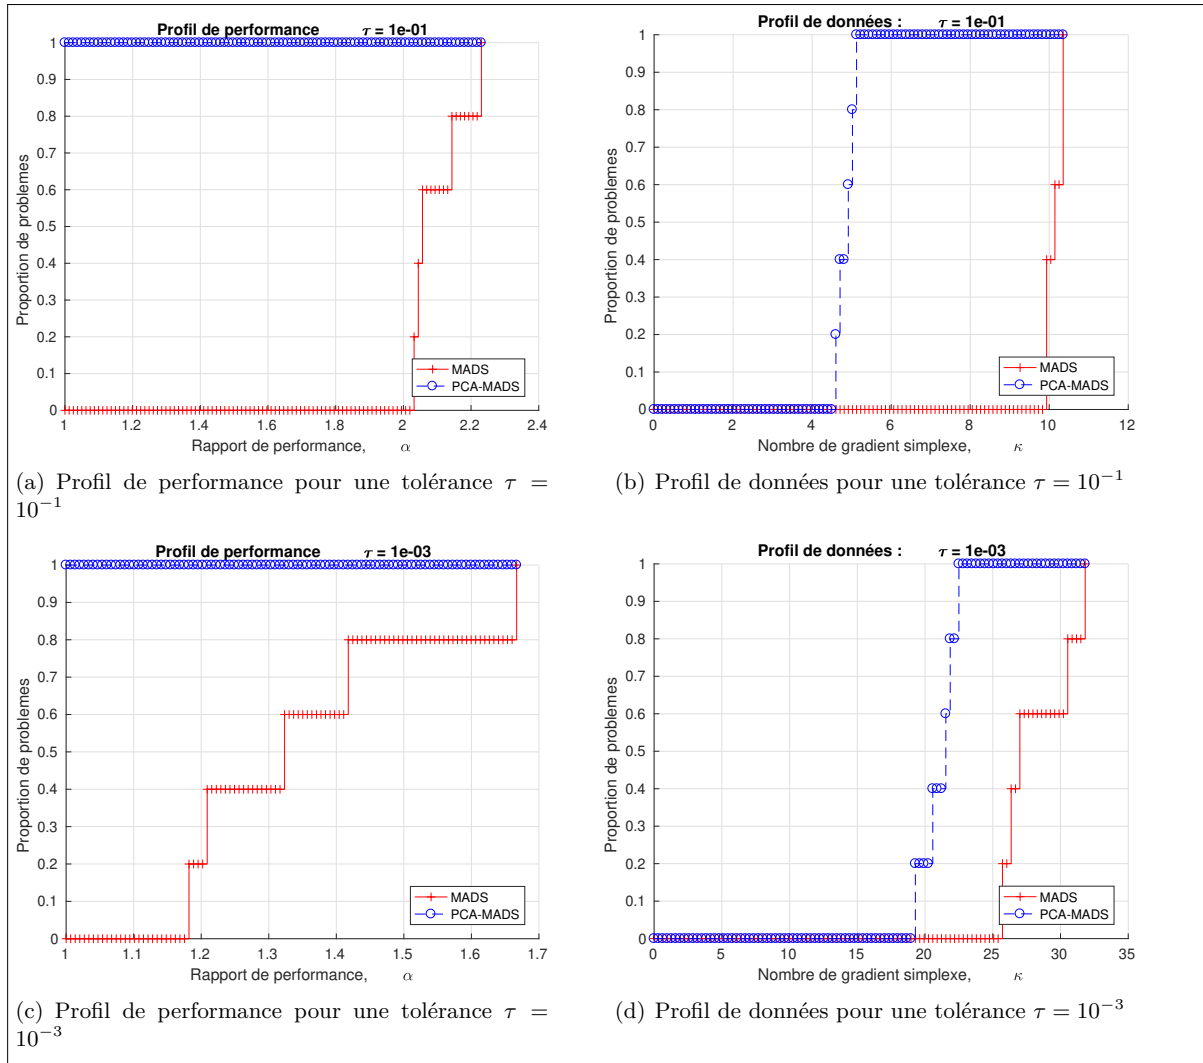 Profil de performance τ = 1e-01
1
0.9
0.8
0.7
0.6
0.5
0.4
0.3
0.2
0.1
0
Proportion de problemes
MADS
PCA-MADS
1 1.2 1.4 1.6 1.8 2 2.2 2.4
Rapport de performance, α
(a) Profil de performance pour une tolérance τ =
10⁻¹
Profil de données : τ = 1e-01
1
0.9
0.8
0.7
0.6
0.5
0.4
0.3
0.2
0.1
0
Proportion de problemes
MADS
PCA-MADS
0 2 4 6 8 10 12
Nombre de gradient simplexe, κ
(b) Profil de données pour une tolérance τ = 10⁻¹
Profil de performance τ = 1e-03
1
0.9
0.8
0.7
0.6
0.5
0.4
0.3
0.2
0.1
0
Proportion de problemes
MADS
PCA-MADS
1 1.1 1.2 1.3 1.4 1.5 1.6 1.7
Rapport de performance, α
(c) Profil de performance pour une tolérance τ =
10⁻³
Profil de données : τ = 1e-03
1
0.9
0.8
0.7
0.6
0.5
0.4
0.3
0.2
0.1
0
Proportion de problemes
MADS
PCA-MADS
0 5 10 15 20 25 30 35
Nombre de gradient simplexe, κ
(d) Profil de données pour une tolérance τ = 10⁻³